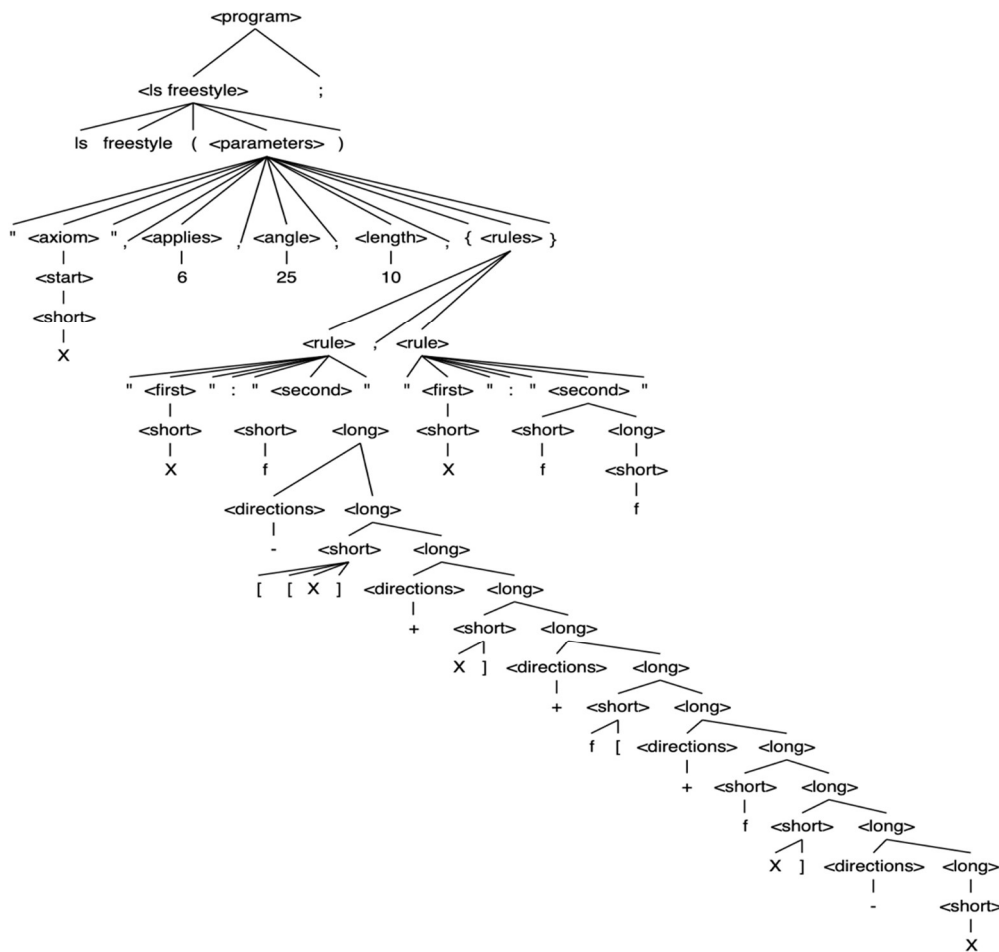 <program>
<ls freestyle> ;
ls freestyle ( <parameters> )
" <axiom> " , <applies> , <angle> , <length> , { <rules> }
<start> 6 25 10
<short>
X
<rule> , <rule>
" <first> " : " <second> " " <first> " : " <second> "
<short> <short> <long> <short> <short> <long>
X f X f <short>
f
<directions> <long>
- <short> <long>
[ [ X ] <directions> <long>
+ <short> <long>
X ] <directions> <long>
+ <short> <long>
f [ <directions> <long>
+ <short> <long>
f <short> <long>
X ] <directions> <long>
- <short>
X